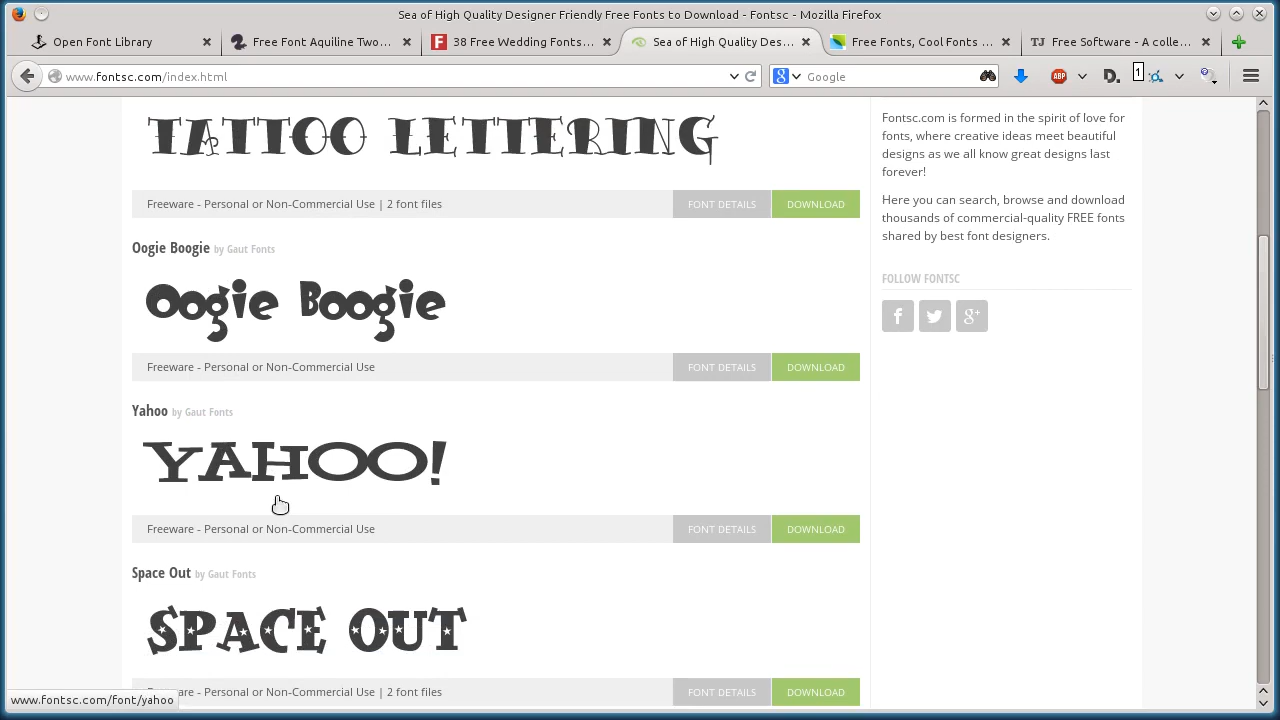 Sea of High Quality Designer Friendly Free Fonts to Download - Fontsc - Mozilla Firefox
Open Font Library
Free Font Aquiline Two...
38 Free Wedding Fonts...
Sea of High Quality Des...
Free Fonts, Cool Fonts ...
TJ Free Software - A colle...
www.fontsc.com/index.html
8 Google
ABP
D.
1
TATTOO LETTERING
Freeware - Personal or Non-Commercial Use | 2 font files
FONT DETAILS
DOWNLOAD
Oogie Boogie by Gaut Fonts
Oogie Boogie
Freeware - Personal or Non-Commercial Use
FONT DETAILS
DOWNLOAD
Yahoo by Gaut Fonts
YAHOO!
Freeware - Personal or Non-Commercial Use
FONT DETAILS
DOWNLOAD
Space Out by Gaut Fonts
SPACE OUT
Freeware - Personal or Non-Commercial Use | 2 font files
FONT DETAILS
DOWNLOAD
www.fontsc.com/font/yahoo
Fontsc.com is formed in the spirit of love for
fonts, where creative ideas meet beautiful
designs as we all know great designs last
forever!
Here you can search, browse and download
thousands of commercial-quality FREE fonts
shared by best font designers.
FOLLOW FONTSC